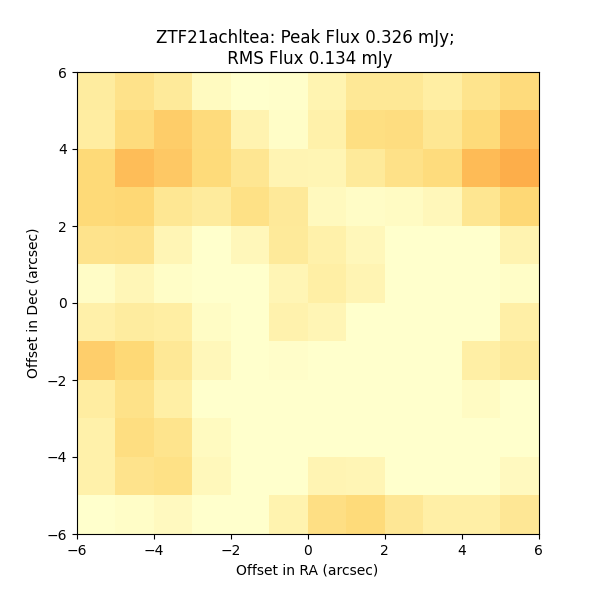 ZTF21achltea: Peak Flux 0.326 mJy;
RMS Flux 0.134 mJy
6
4
2
0
−2
−4
−6
Offset in Dec (arcsec)
−6 −4 −2 0 2 4 6
Offset in RA (arcsec)